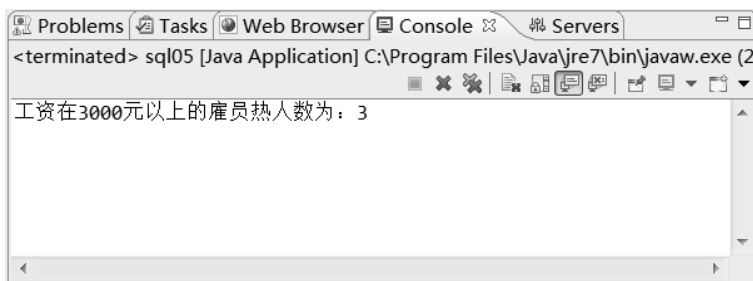 Problems Tasks Web Browser Console Servers
<terminated> sql05 [Java Application] C:\Program Files\Java\jre7\bin\javaw.exe (2
工资在3000元以上的雇员热人数为：3